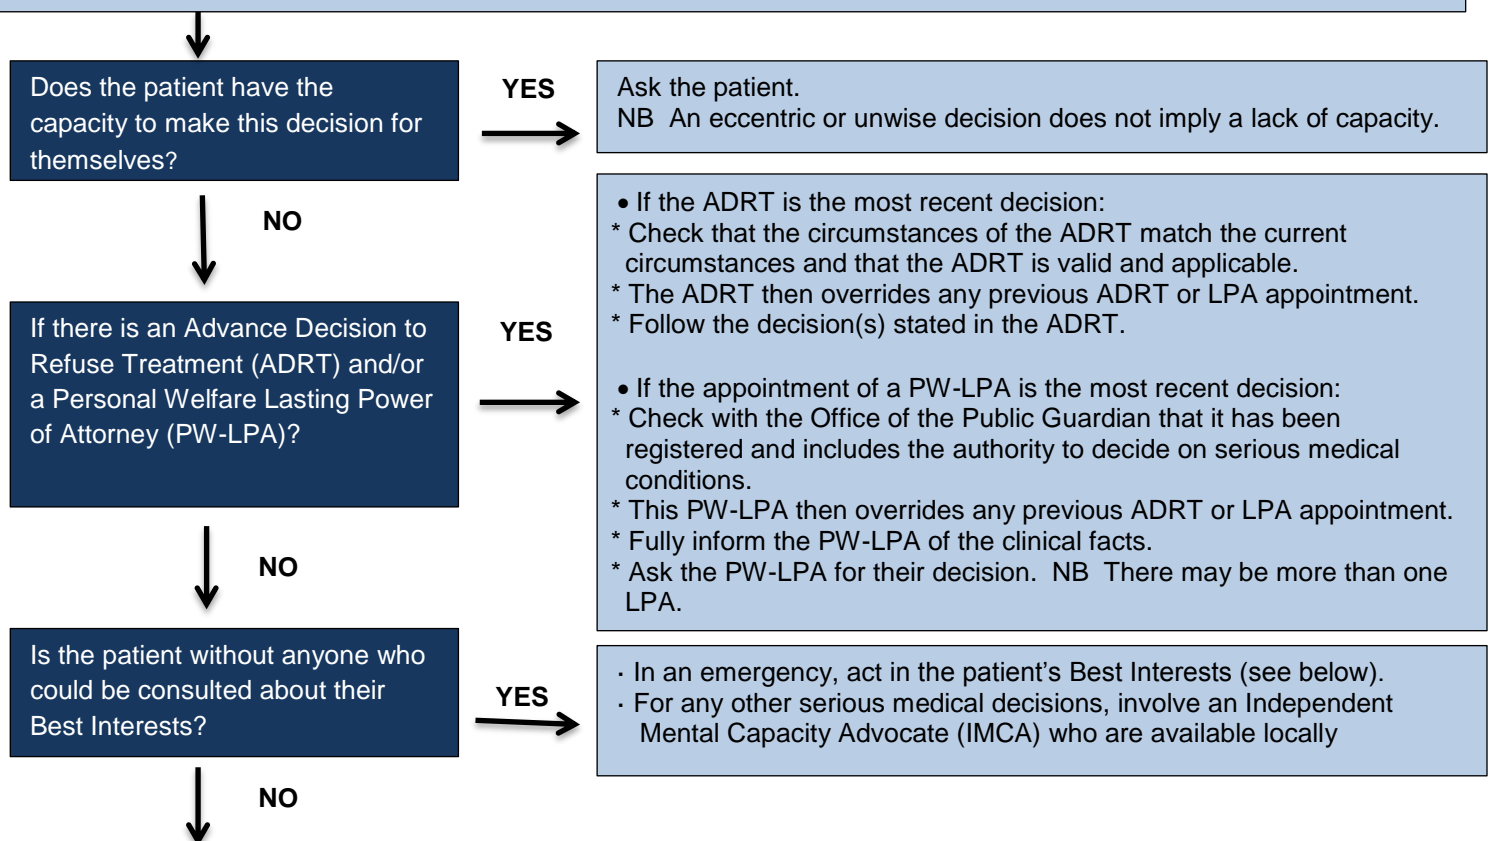 Does the patient have the
capacity to make this decision for
themselves?
YES
Ask the patient.
NB  An eccentric or unwise decision does not imply a lack of capacity.
NO
If there is an Advance Decision to
Refuse Treatment (ADRT) and/or
a Personal Welfare Lasting Power
of Attorney (PW-LPA)?
YES
• If the ADRT is the most recent decision:
* Check that the circumstances of the ADRT match the current
circumstances and that the ADRT is valid and applicable.
* The ADRT then overrides any previous ADRT or LPA appointment.
* Follow the decision(s) stated in the ADRT.
• If the appointment of a PW-LPA is the most recent decision:
* Check with the Office of the Public Guardian that it has been
registered and includes the authority to decide on serious medical
conditions.
* This PW-LPA then overrides any previous ADRT or LPA appointment.
* Fully inform the PW-LPA of the clinical facts.
* Ask the PW-LPA for their decision.  NB  There may be more than one
LPA.
NO
Is the patient without anyone who
could be consulted about their
Best Interests?
YES
· In an emergency, act in the patient’s Best Interests (see below).
· For any other serious medical decisions, involve an Independent
Mental Capacity Advocate (IMCA) who are available locally
NO